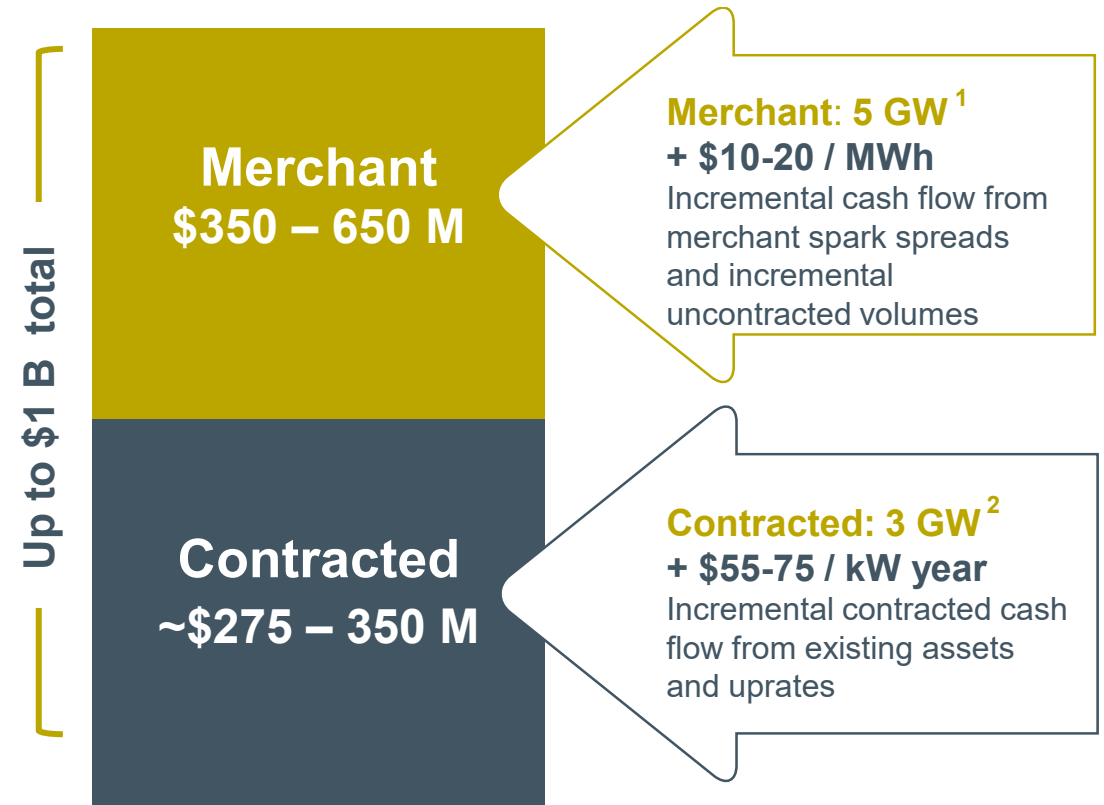 Up to $1 B total
Merchant
$350 – 650 M
Merchant: 5 GW 1
+ $10-20 / MWh
Incremental cash flow from
merchant spark spreads
and incremental
uncontracted volumes
Contracted
~$275 – 350 M
Contracted: 3 GW 2
+ $55-75 / kW year
Incremental contracted cash
flow from existing assets
and uprates